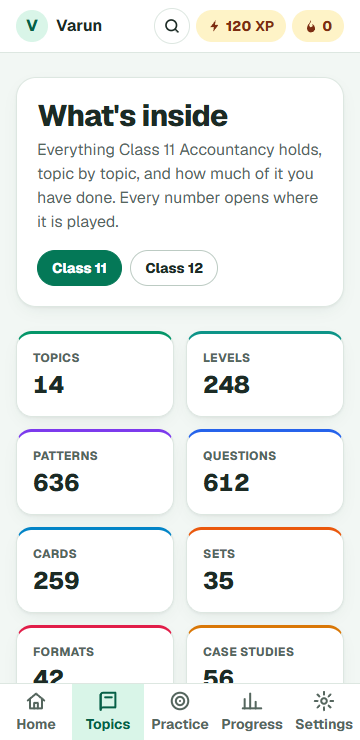 V Varun 120 XP 0
What's inside
Everything Class 11 Accountancy holds,
topic by topic, and how much of it you
have done. Every number opens where
it is played.
Class 11 Class 12
TOPICS LEVELS
14 248
PATTERNS QUESTIONS
636 612
CARDS SETS
259 35
FORMATS CASE STUDIES
42 56
Home Topics Practice Progress Settings